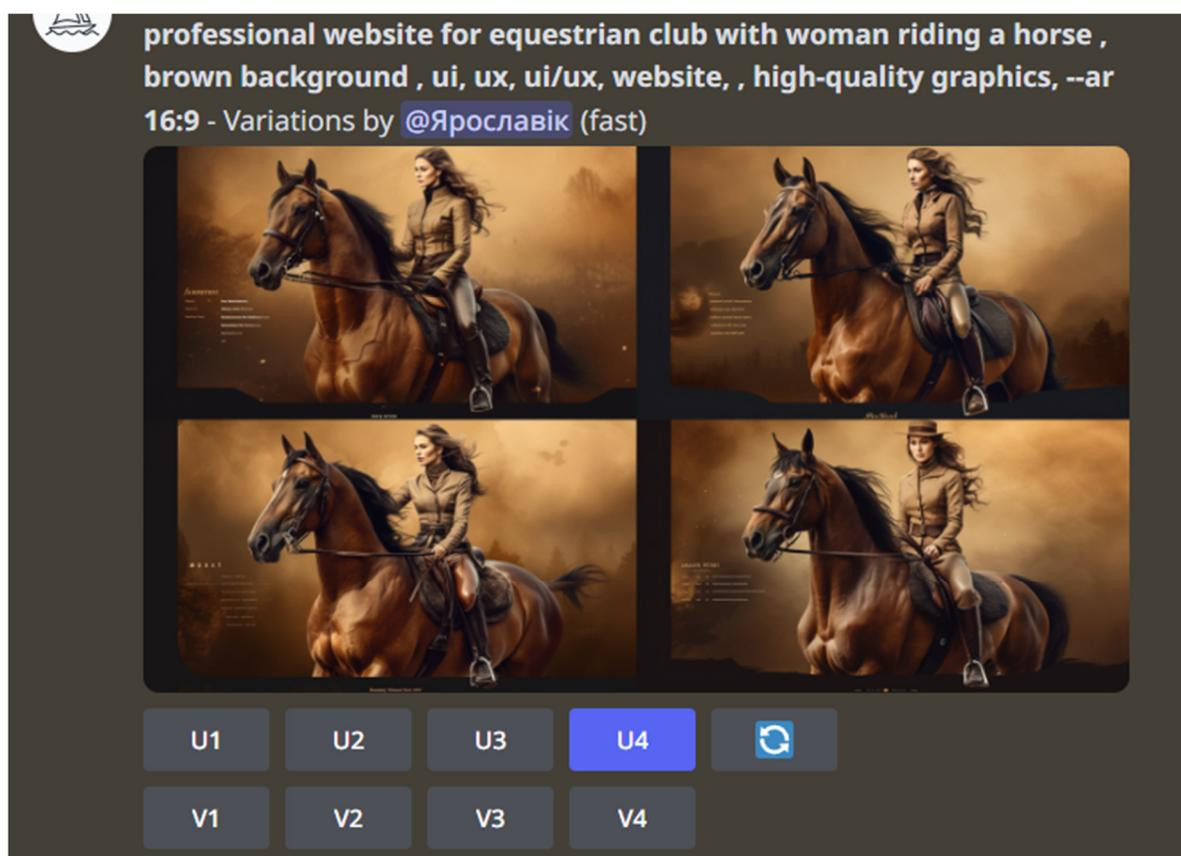 professional website for equestrian club with woman riding a horse ,
brown background , ui, ux, ui/ux, website, , high-quality graphics, --ar
16:9 - Variations by @Ярославік (fast)
U1 U2 U3 U4
V1 V2 V3 V4